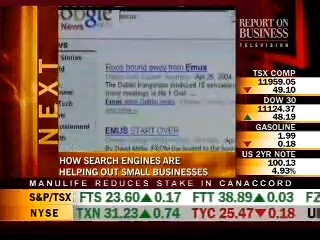 Google
emus
News
REPORT ON
BUSINESS
TELEVISION
Stories
Roos bound away from Emus
Apr 26, 2004
EMUS START OVER
NEXT
TSX COMP
11959.05
49.10
DOW 30
11124.37
48.19
GASOLINE
1.99
0.18
US 2YR NOTE
100.13
4.93%
HOW SEARCH ENGINES ARE
HELPING OUT SMALL BUSINESSES
MANULIFE REDUCES STAKE IN CANACCORD
S&P/TSX FTS 23.60▲0.17 FTT 38.89▲0.03 FZ
NYSE TXN 31.23▲0.74 TYC 25.47▼0.18 U